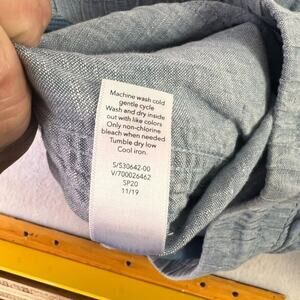 Machine wash cold
gentle cycle
Wash and dry inside
out with like colors
Only non-chlorine
bleach when needed
Tumble dry low
Cool iron.
S/530642-00
V/700026462
SP20
11/19